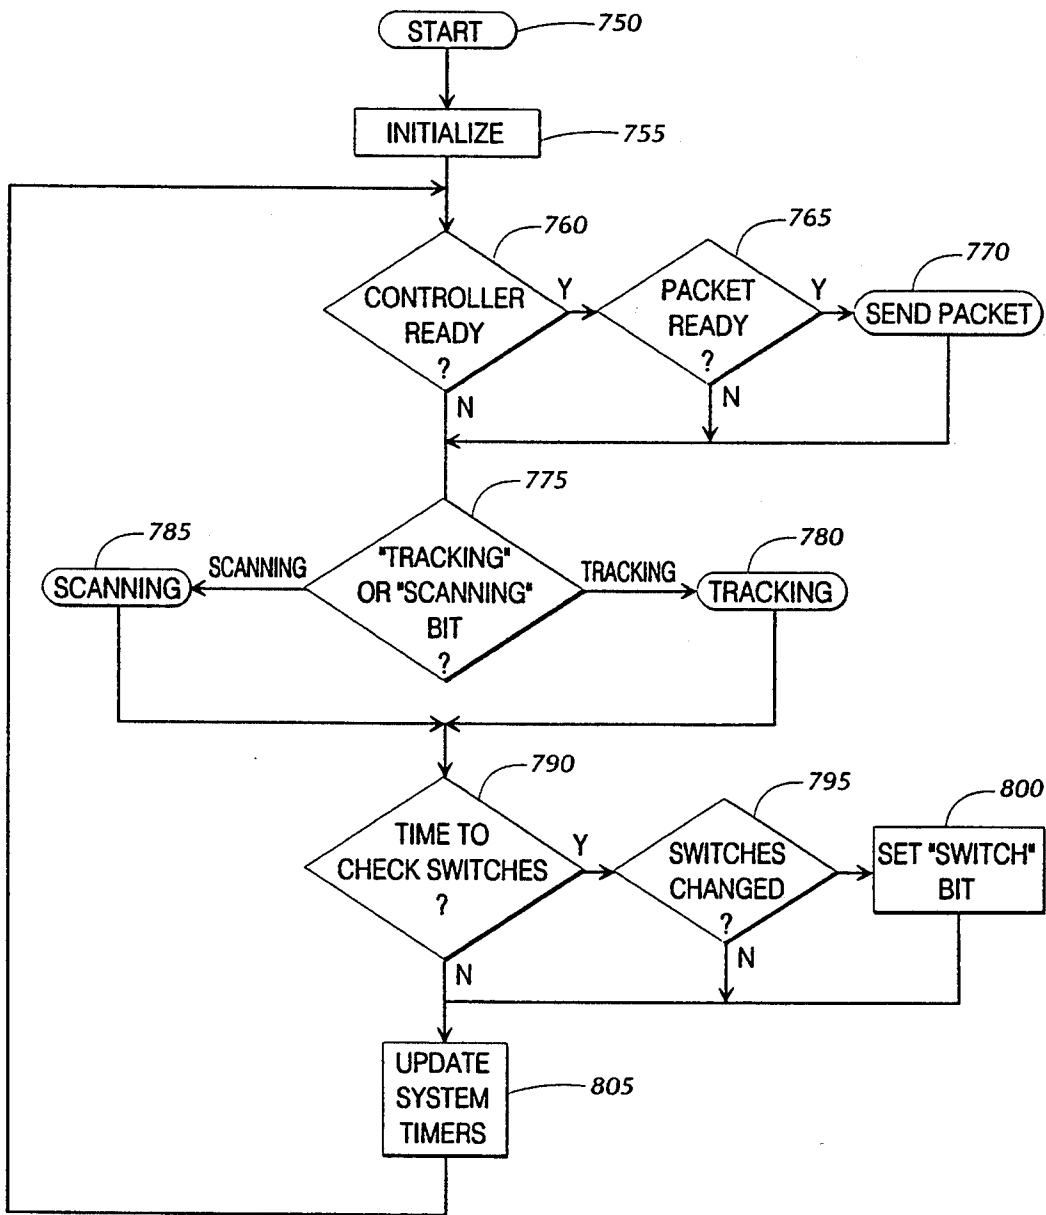 START
750
INITIALIZE
755
760
765
770
CONTROLLER
READY
?
Y
N
PACKET
READY
?
Y
N
SEND PACKET
775
"TRACKING"
OR "SCANNING"
BIT
?
SCANNING
785
SCANNING
TRACKING
780
TRACKING
790
TIME TO
CHECK SWITCHES
?
Y
N
795
SWITCHES
CHANGED
?
N
800
SET "SWITCH"
BIT
UPDATE
SYSTEM
TIMERS
805